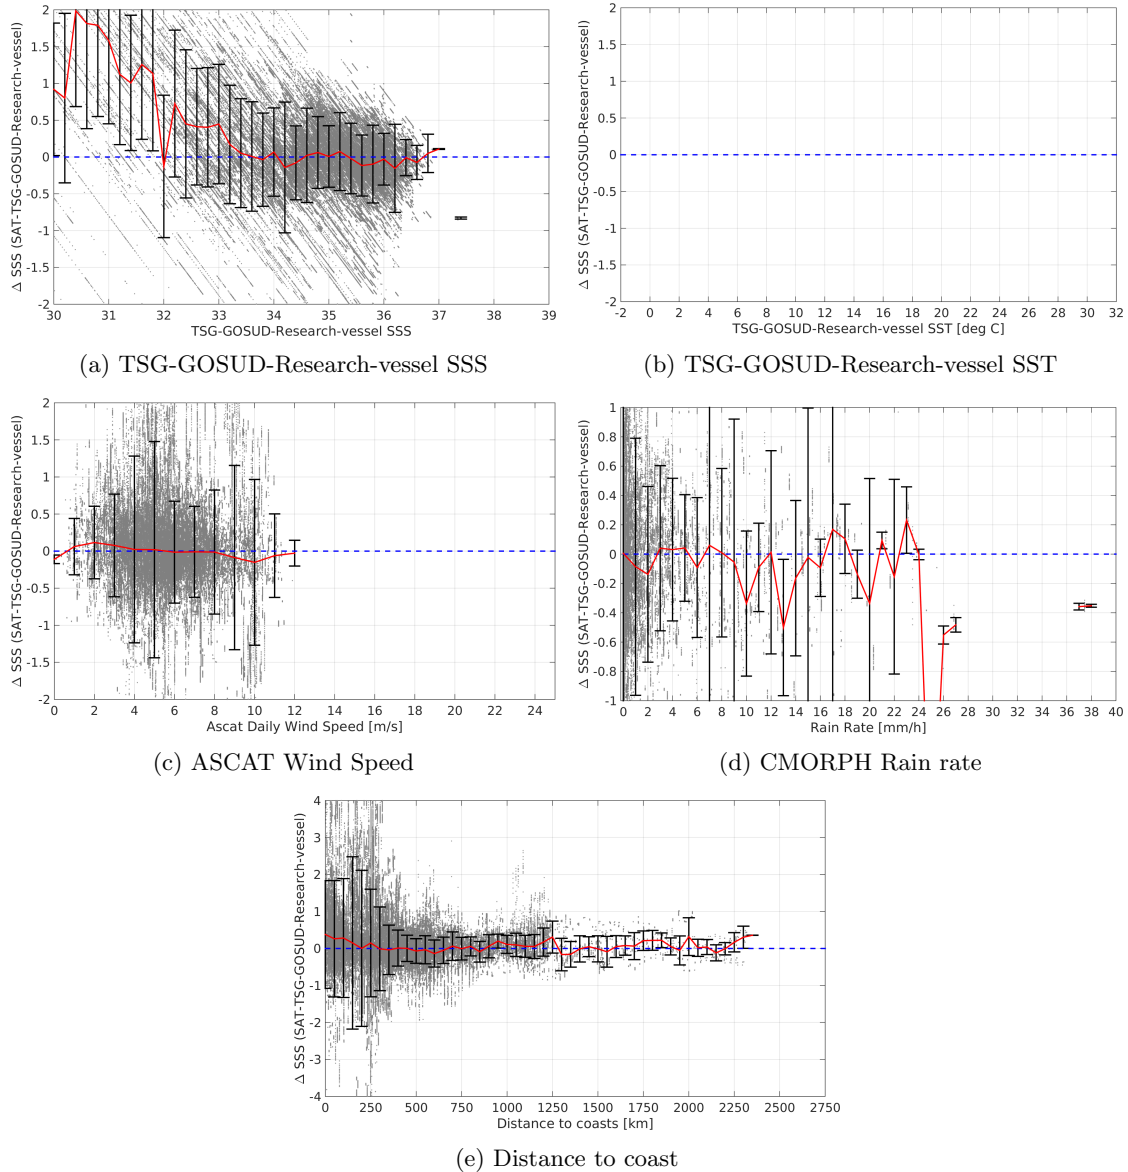 Δ SSS (SAT-TSG-GOSUD-Research-vessel)
2
1.5
1
0.5
0
-0.5
-1
-1.5
-2
30 31 32 33 34 35 36 37 38 39
TSG-GOSUD-Research-vessel SSS
(a) TSG-GOSUD-Research-vessel SSS
Δ SSS (SAT-TSG-GOSUD-Research-vessel)
2
1.5
1
0.5
0
-0.5
-1
-1.5
-2
-2 0 2 4 6 8 10 12 14 16 18 20 22 24 26 28 30 32
TSG-GOSUD-Research-vessel SST [deg C]
(b) TSG-GOSUD-Research-vessel SST
Δ SSS (SAT-TSG-GOSUD-Research-vessel)
2
1.5
1
0.5
0
-0.5
-1
-1.5
-2
0 2 4 6 8 10 12 14 16 18 20 22 24
Ascat Daily Wind Speed [m/s]
(c) ASCAT Wind Speed
Δ SSS (SAT-TSG-GOSUD-Research-vessel)
1
0.8
0.6
0.4
0.2
0
-0.2
-0.4
-0.6
-0.8
-1
0 2 4 6 8 10 12 14 16 18 20 22 24 26 28 30 32 34 36 38 40
Rain Rate [mm/h]
(d) CMORPH Rain rate
Δ SSS (SAT-TSG-GOSUD-Research-vessel)
4
3
2
1
0
-1
-2
-3
-4
0 250 500 750 1000 1250 1500 1750 2000 2250 2500 2750
Distance to coasts [km]
(e) Distance to coast